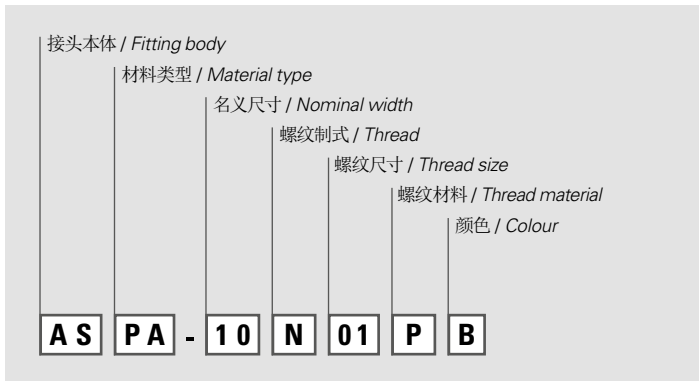 接头本体 / Fitting body
材料类型 / Material type
名义尺寸 / Nominal width
螺纹制式 / Thread
螺纹尺寸 / Thread size
螺纹材料 / Thread material
颜色 / Colour
AS PA - 10 N 01 P B